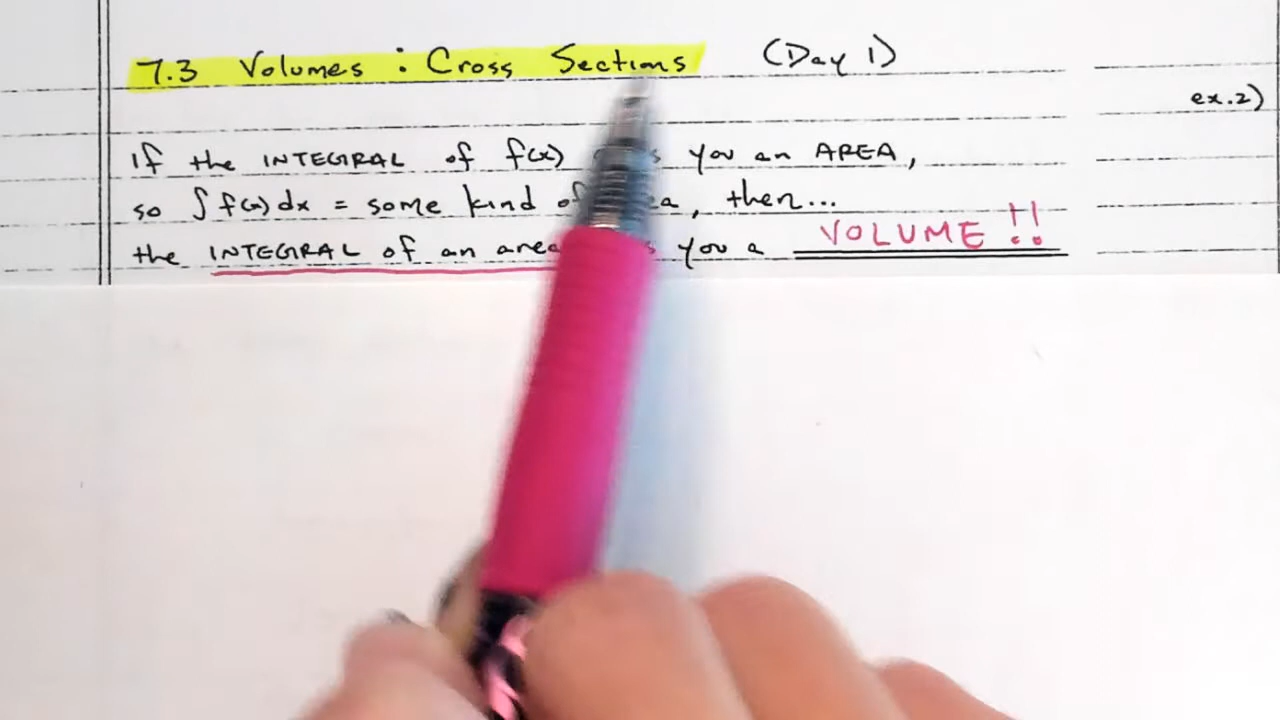 7.3 Volumes : Cross Sections (Day 1)
ex.2)
If the INTEGRAL of f(x) you an AREA,
so ∫ f(x) dx = some kind of , then...
the INTEGRAL of an area you a VOLUME !!